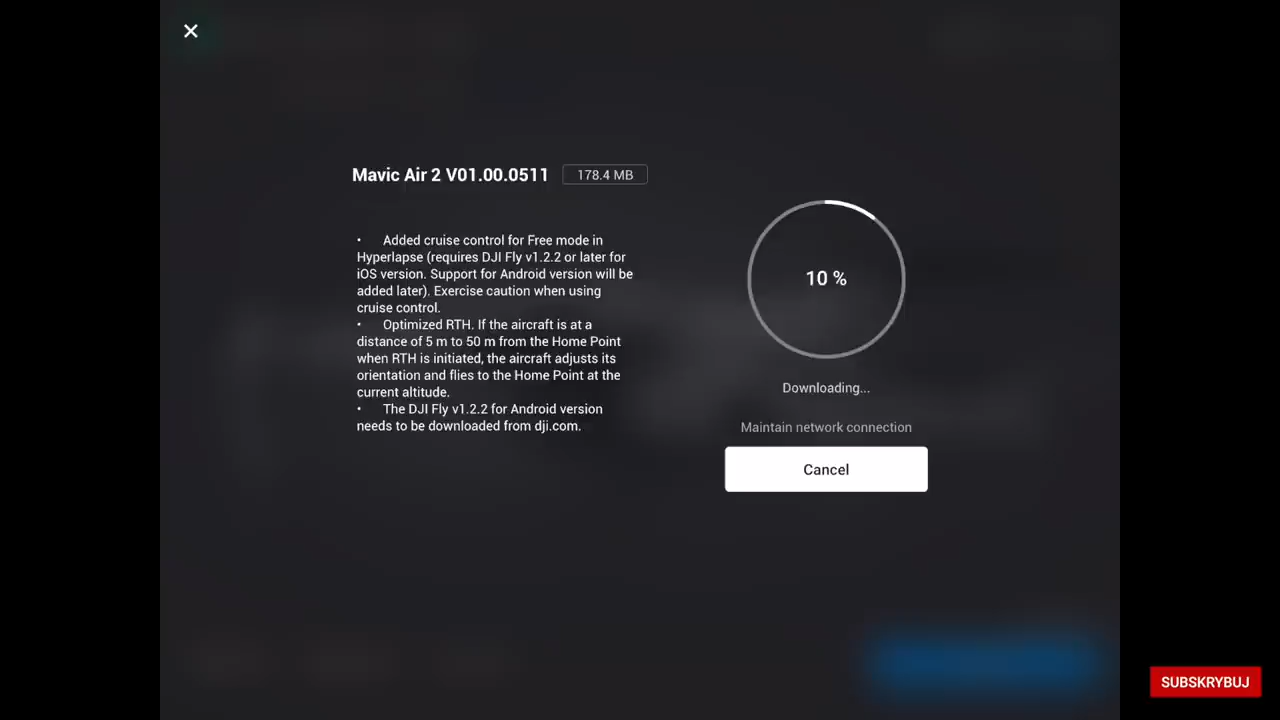 Mavic Air 2 V01.00.0511
178.4 MB
• Added cruise control for Free mode in
Hyperlapse (requires DJI Fly v1.2.2 or later for
iOS version. Support for Android version will be
added later). Exercise caution when using
cruise control.
• Optimized RTH. If the aircraft is at a
distance of 5 m to 50 m from the Home Point
when RTH is initiated, the aircraft adjusts its
orientation and flies to the Home Point at the
current altitude.
• The DJI Fly v1.2.2 for Android version
needs to be downloaded from dji.com.
10 %
Downloading...
Maintain network connection
Cancel
SUBSKRYBUJ